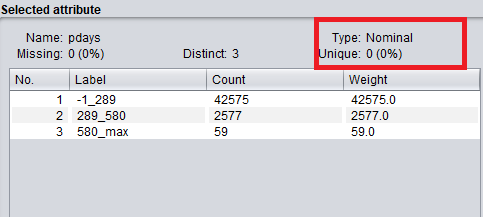 Selected attribute
Name: pdays Type: Nominal
Missing: 0 (0%) Distinct: 3 Unique: 0 (0%)
No. Label Count Weight
1 -1_289 42575 42575.0
2 289_580 2577 2577.0
3 580_max 59 59.0